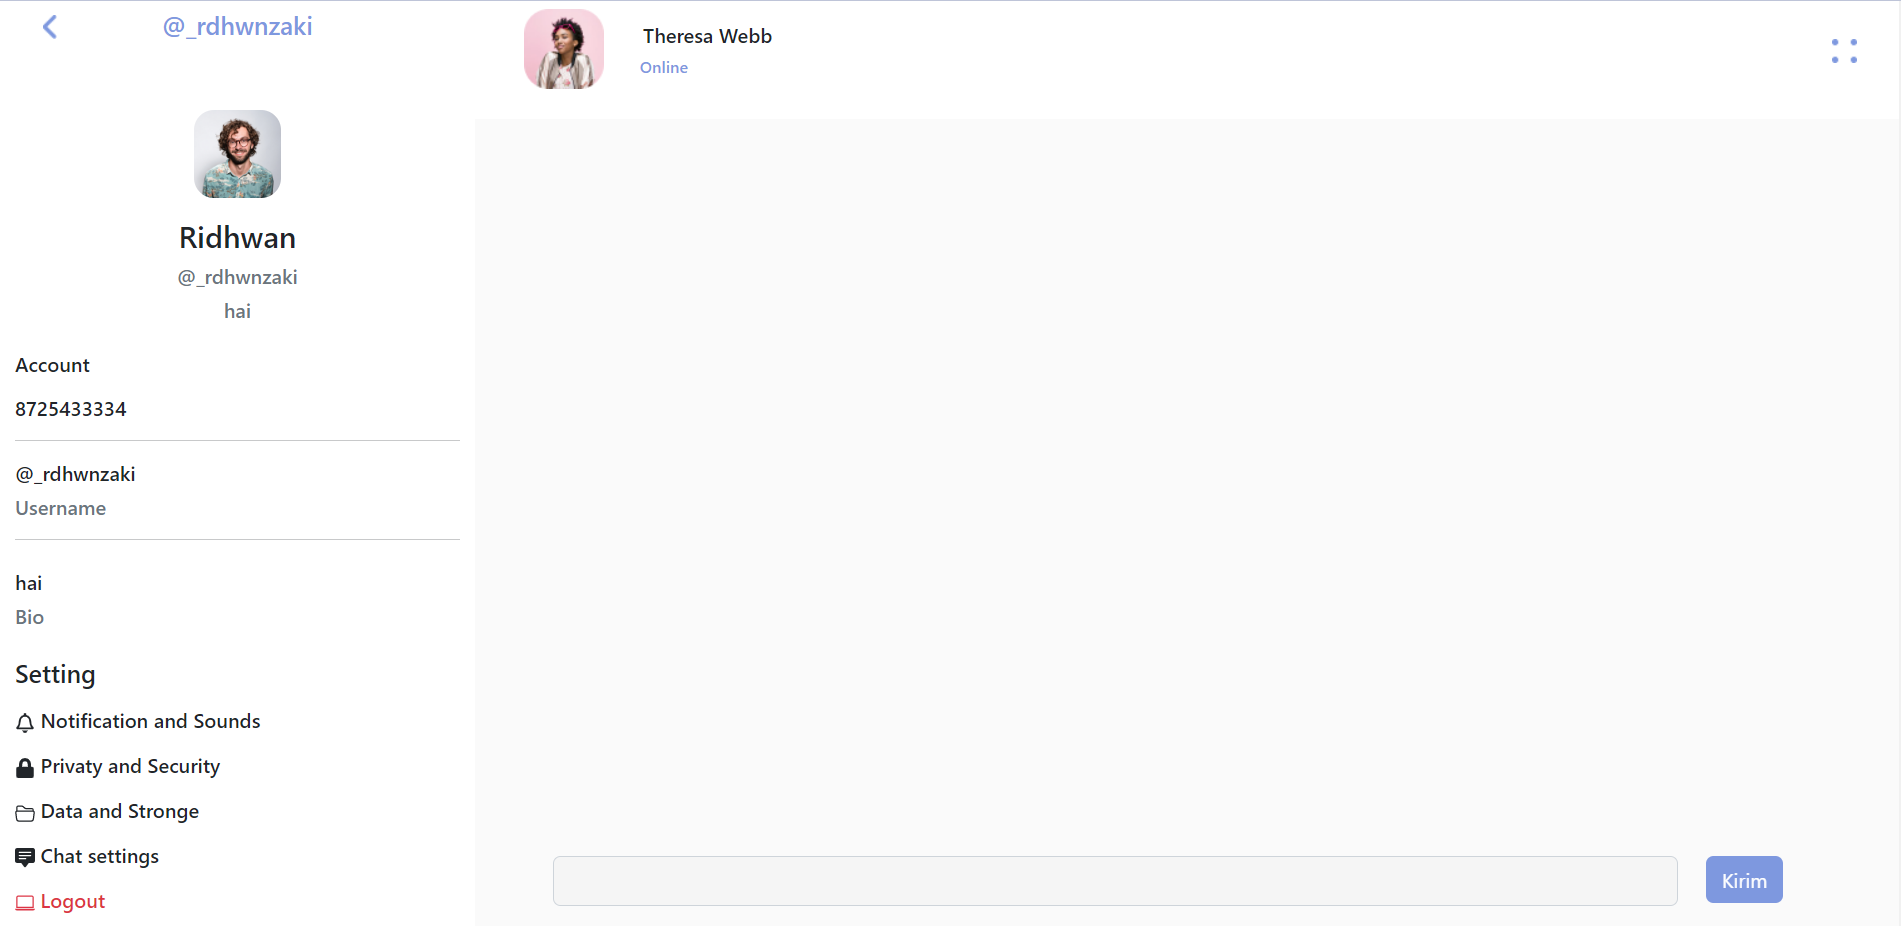 @_rdhwnzaki
Ridhwan
@_rdhwnzaki
hai
Account
8725433334
@_rdhwnzaki
Username
hai
Bio
Setting
Notification and Sounds
Privaty and Security
Data and Stronge
Chat settings
Logout
Theresa Webb
Online
Kirim